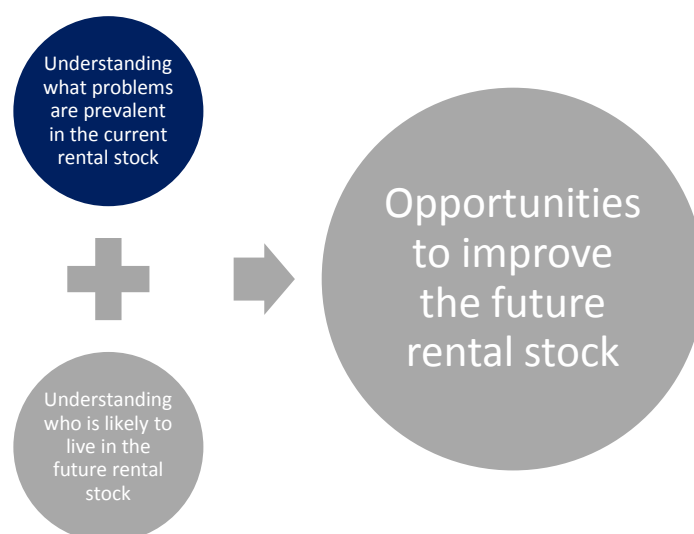 Understanding
what problems
are prevalent
in the current
rental stock
Understanding
who is likely to
live in the
future rental
stock
Opportunities
to improve
the future
rental stock